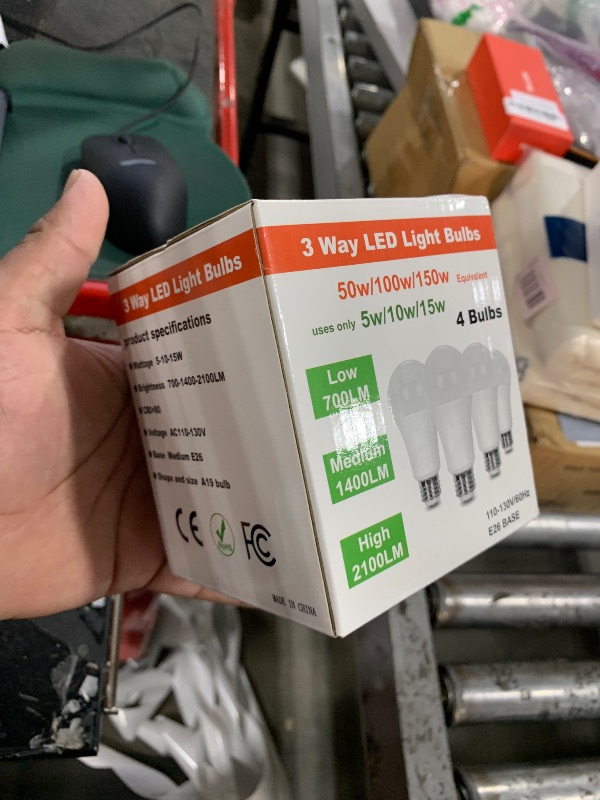 3 Way LED Light Bulbs
product specifications
Wattage 5-10-15W
Brightness 700-1400-2100LM
CRI>80
Voltage AC110-130V
Base Medium E26
Shape and size A19 bulb
CE
FC
MADE IN CHINA
3 Way LED Light Bulbs
50w/100w/150w Equivalent
uses only 5w/10w/15w
4 Bulbs
Low
700LM
Medium
1400LM
High
2100LM
110-130V/60Hz
E26 BASE